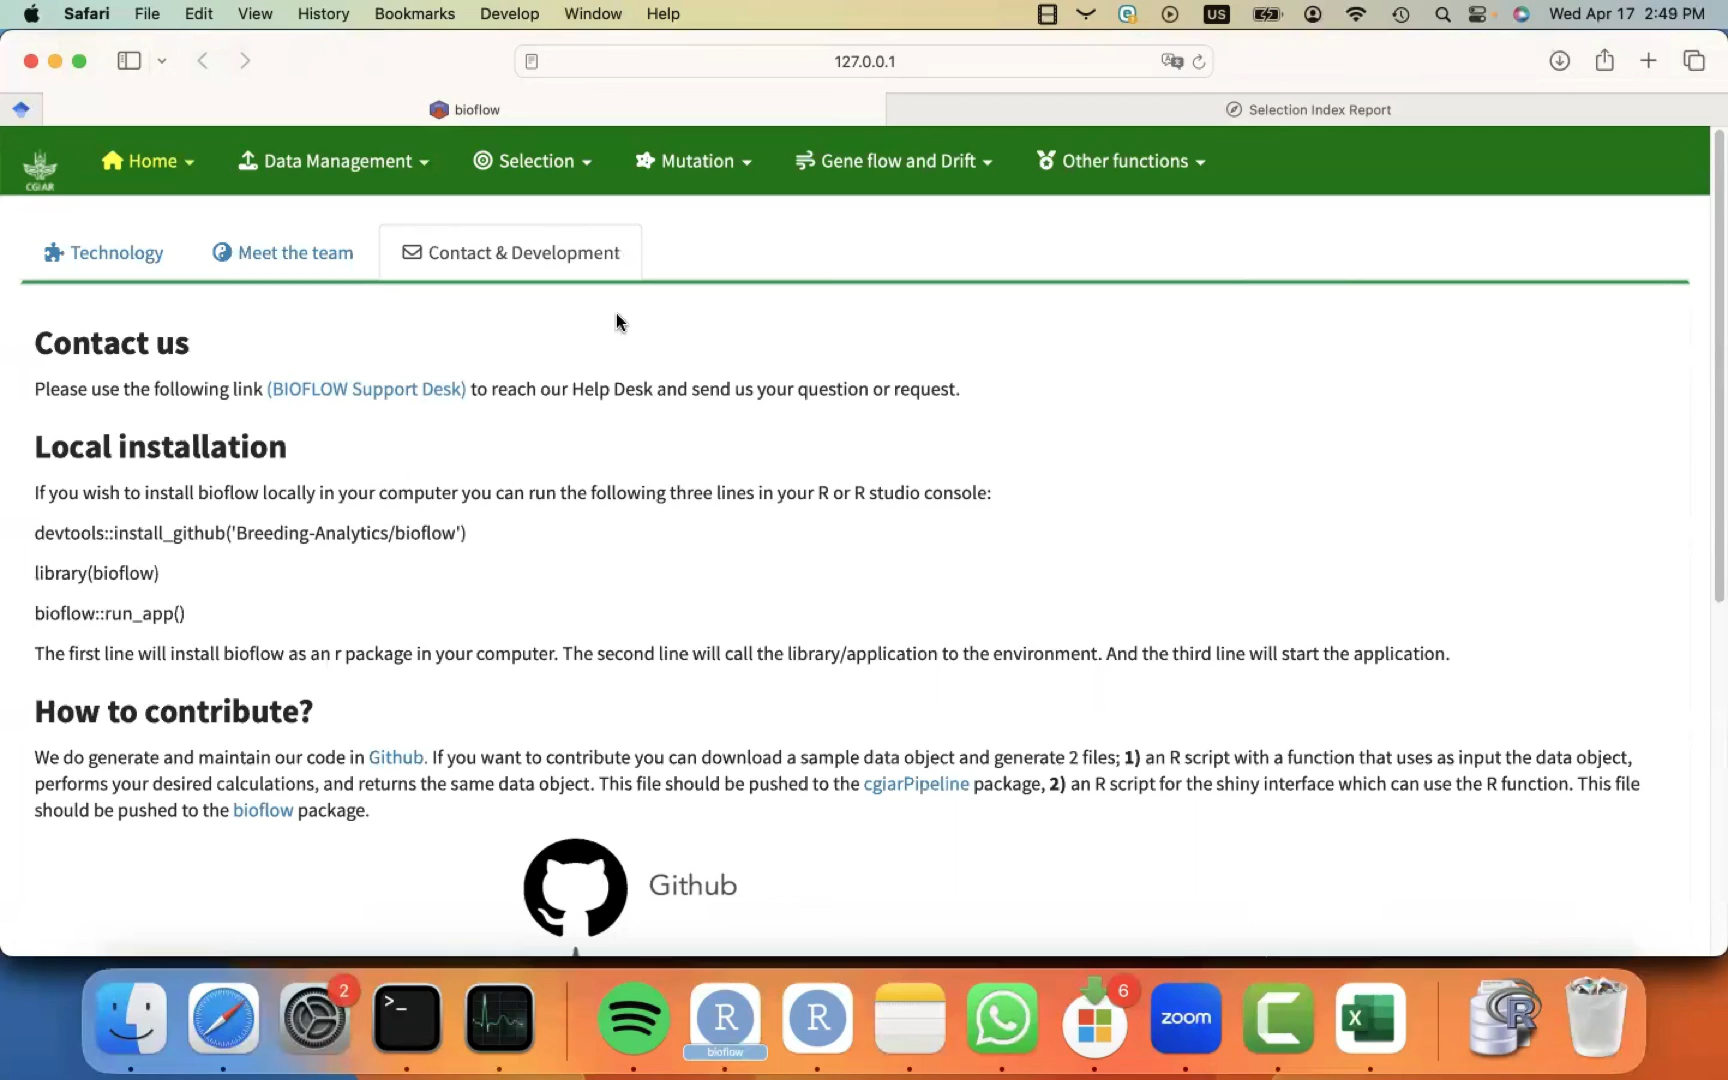 Safari File Edit View History Bookmarks Develop Window Help US Wed Apr 17 2:49 PM
127.0.0.1
bioflow Selection Index Report
Home Data Management Selection Mutation Gene flow and Drift Other functions
CGIAR
Technology Meet the team Contact & Development
Contact us
Please use the following link (BIOFLOW Support Desk) to reach our Help Desk and send us your question or request.
Local installation
If you wish to install bioflow locally in your computer you can run the following three lines in your R or R studio console:
devtools::install_github('Breeding-Analytics/bioflow')
library(bioflow)
bioflow::run_app()
The first line will install bioflow as an r package in your computer. The second line will call the library/application to the environment. And the third line will start the application.
How to contribute?
We do generate and maintain our code in Github. If you want to contribute you can download a sample data object and generate 2 files; 1) an R script with a function that uses as input the data object,
performs your desired calculations, and returns the same data object. This file should be pushed to the cgiarPipeline package, 2) an R script for the shiny interface which can use the R function. This file
should be pushed to the bioflow package.
Github
2 6
>_ R R zoom C X R
bioflow